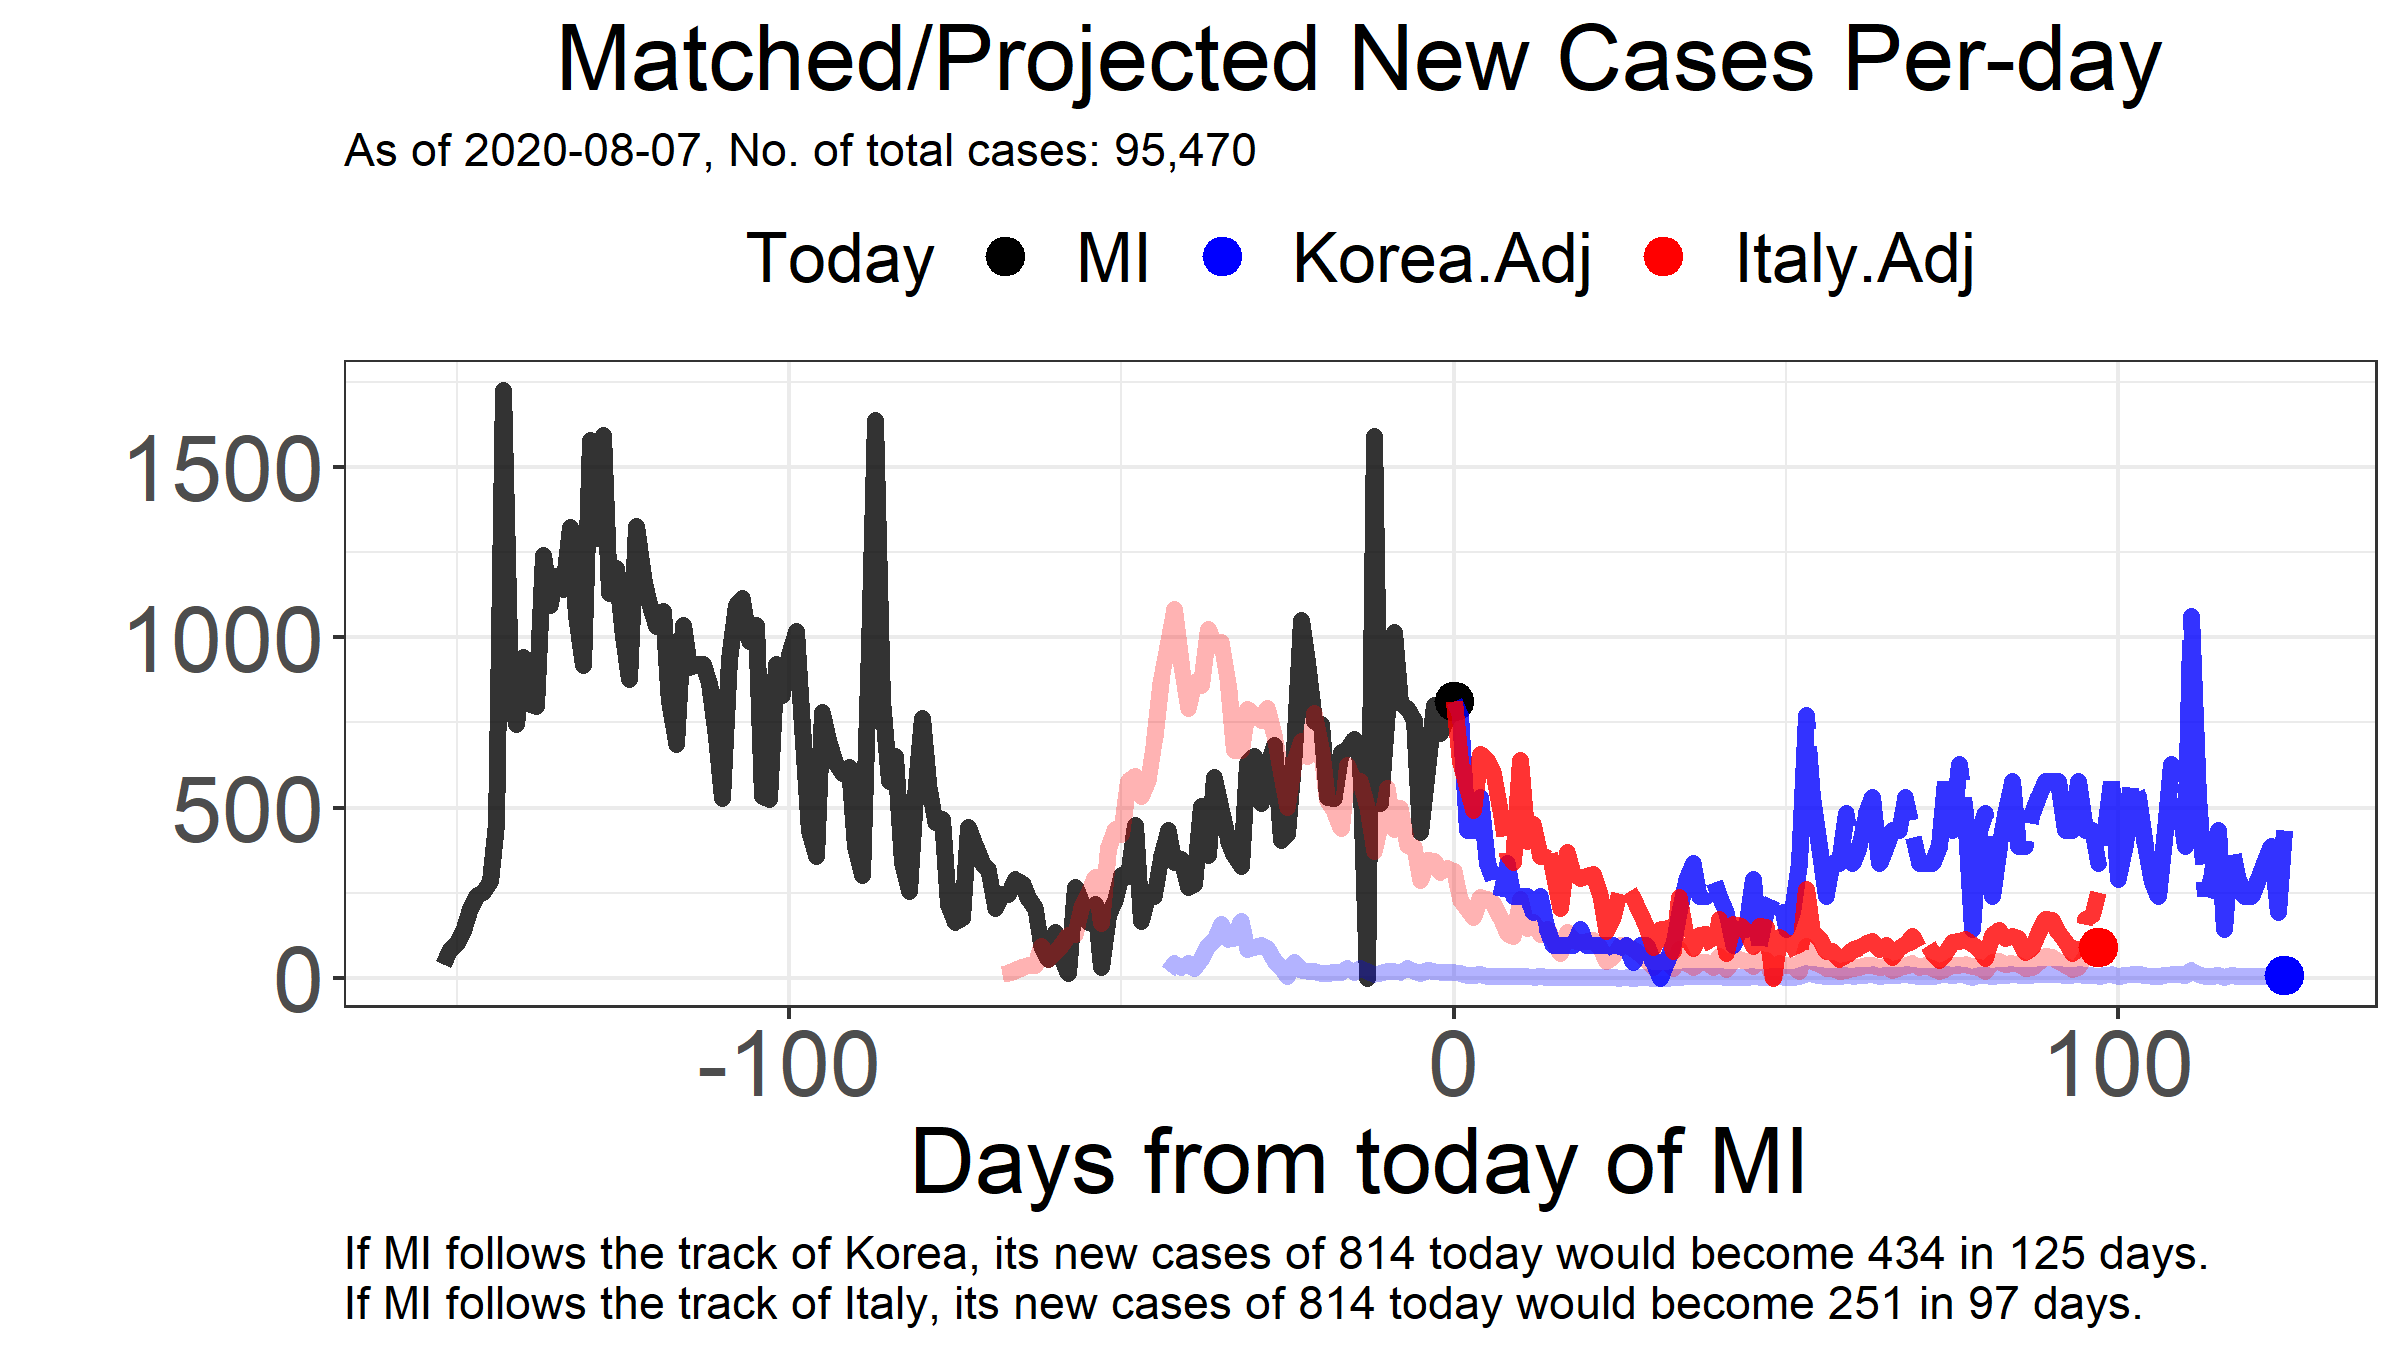 Matched/Projected New Cases Per-day
As of 2020-08-07, No. of total cases: 95,470
Today MI Korea.Adj Italy.Adj
1500
1000
500
0
-100 0 100
Days from today of MI
If MI follows the track of Korea, its new cases of 814 today would become 434 in 125 days.
If MI follows the track of Italy, its new cases of 814 today would become 251 in 97 days.